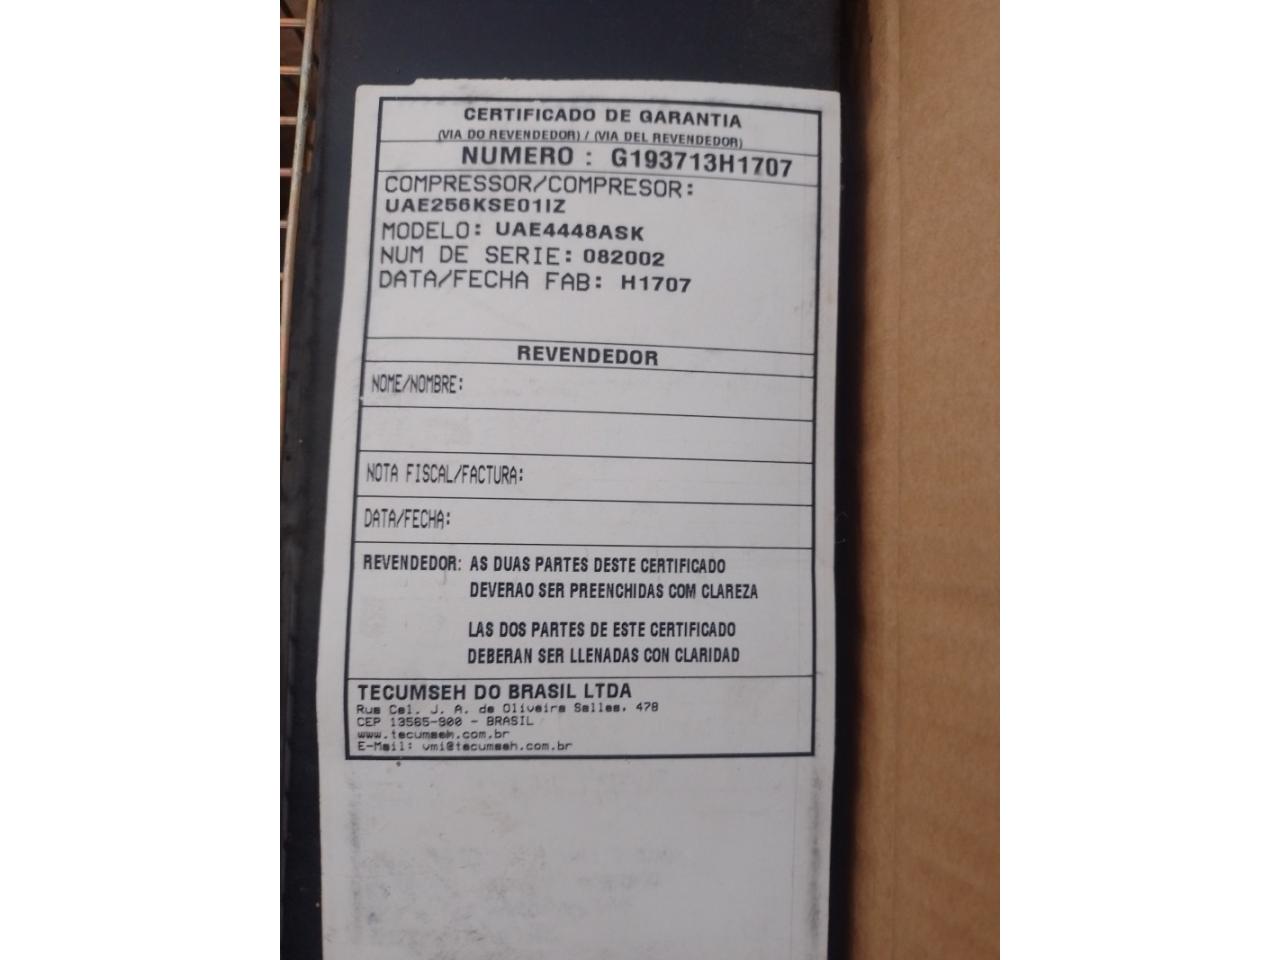 CERTIFICADO DE GARANTIA
(VIA DO REVENDEDOR) / (VIA DEL REVENDEDOR)
NUMERO : G193713H1707
COMPRESSOR/COMPRESOR:
UAE256KSE01IZ
MODELO: UAE4448ASK
NUM DE SERIE: 082002
DATA/FECHA FAB: H1707
REVENDEDOR
NOME/NOMBRE:
NOTA FISCAL/FACTURA:
DATA/FECHA:
REVENDEDOR: AS DUAS PARTES DESTE CERTIFICADO
DEVERAO SER PREENCHIDAS COM CLAREZA
LAS DOS PARTES DE ESTE CERTIFICADO
DEBERAN SER LLENADAS CON CLARIDAD
TECUMSEH DO BRASIL LTDA
Rua Cel. J. A. de Oliveira Salles, 478
CEP 13565-900 - BRASIL
www.tecumseh.com.br
E-Mail: vmi@tecumseh.com.br